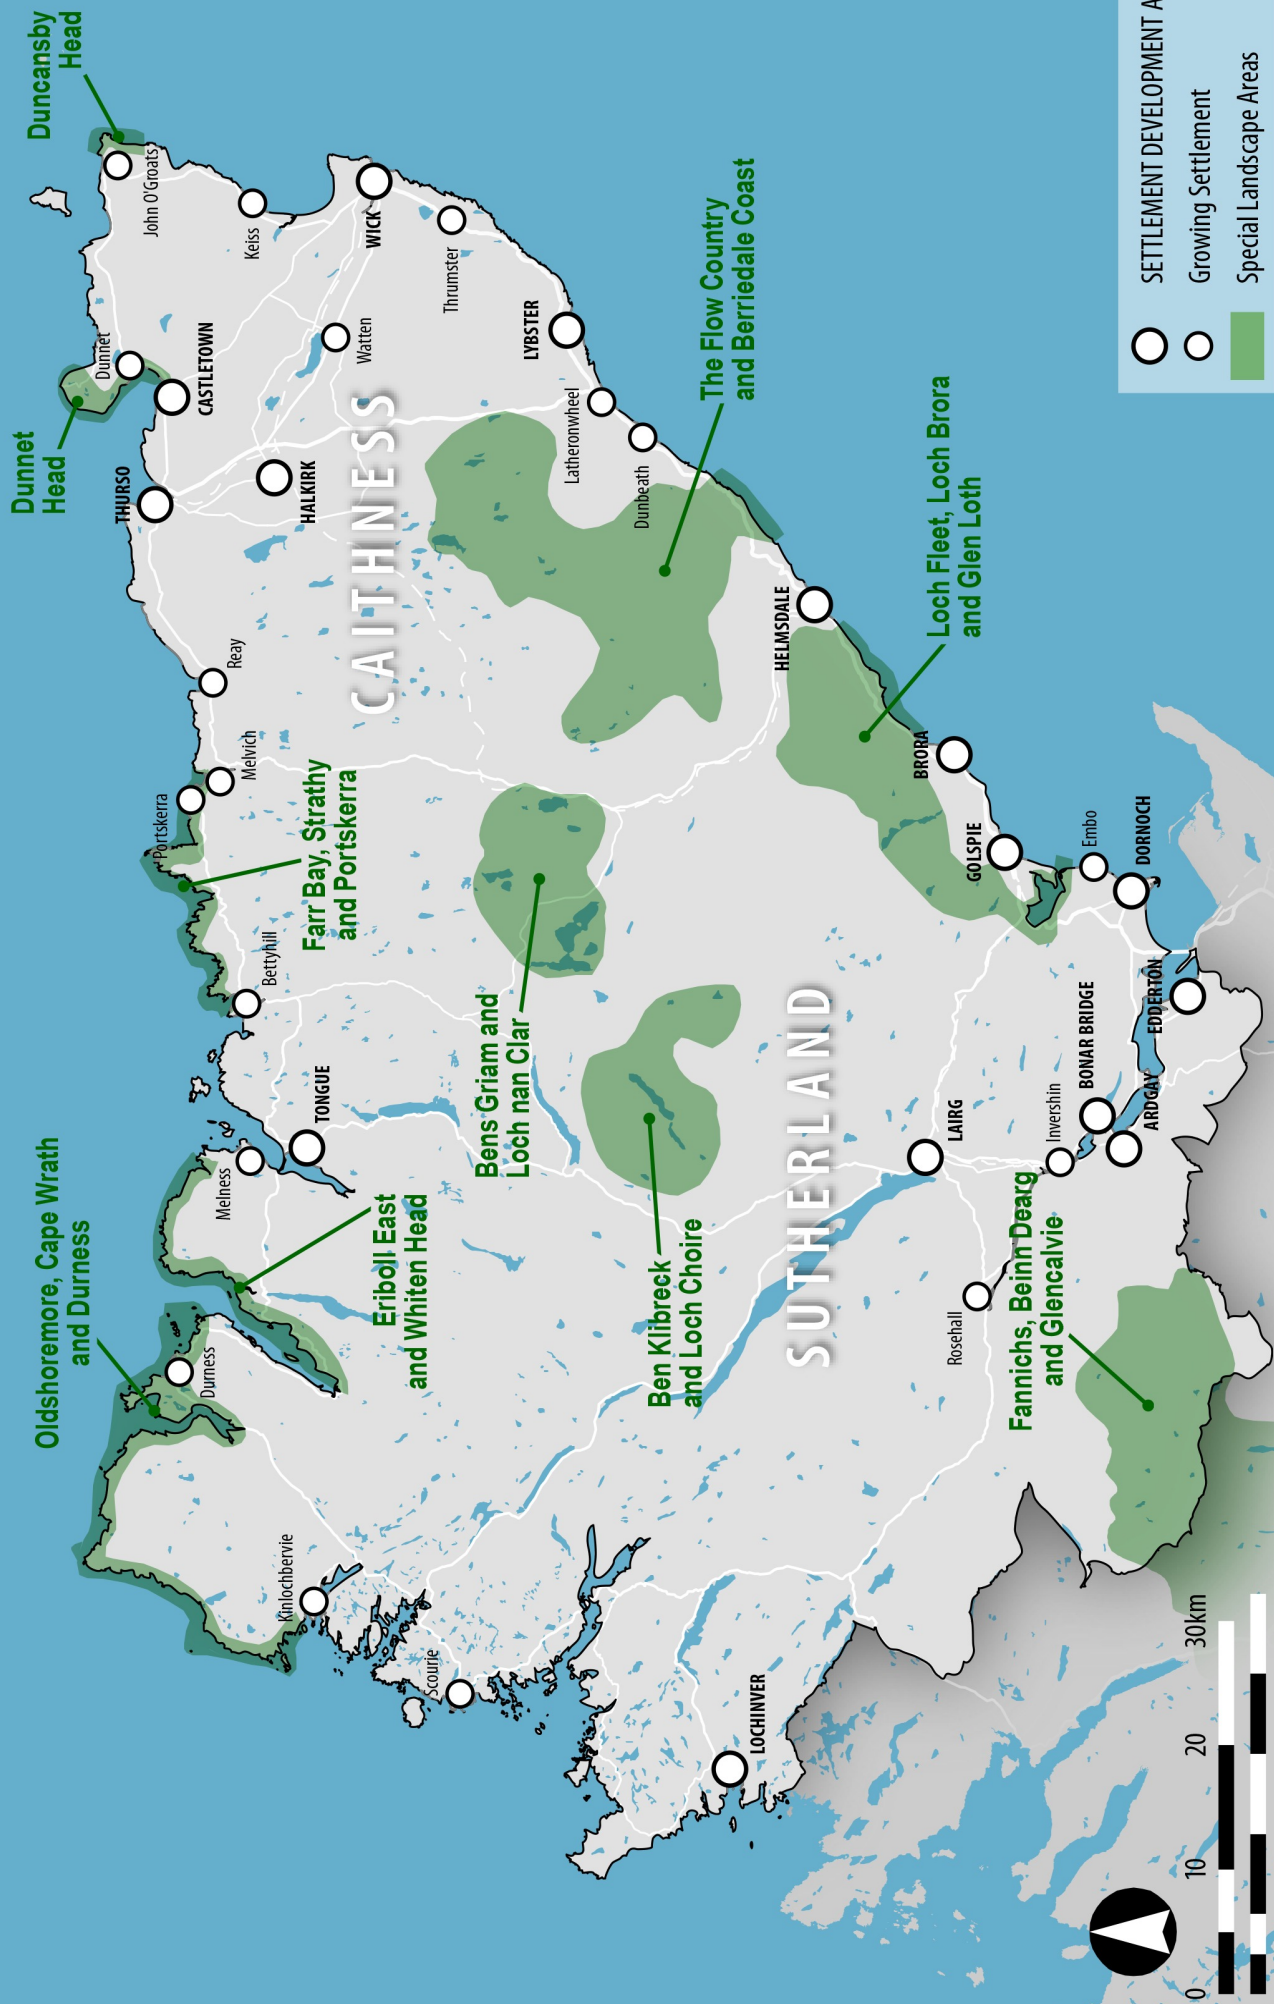 Duncansby
Head
Dunnet
Head
John O'Groats
Dunnet
Keiss
THURSO
CASTLETOWN
WICK
HALKIRK
Watten
Thrumster
Reay
CAITHNESS
LYBSTER
Latheronwheel
Dunbeath
The Flow Country
and Berriedale Coast
Oldshoremore, Cape Wrath
and Durness
Portskerra
Melvich
Farr Bay, Strathy
and Portskerra
Bettyhill
Melness
TONGUE
Durness
Eriboll East
and Whiten Head
Kinlochbervie
Scourie
Bens Griam and
Loch nan Clar
Ben Klibreck
and Loch Choire
HELMSDALE
Loch Fleet, Loch Brora
and Glen Loth
BRORA
GOLSPIE
SUTHERLAND
LOCHINVER
LAIRG
Rosehall
Invershin
Embo
DORNOCH
BONAR BRIDGE
ARDGAY
EDDERTON
Fannichs, Beinn Dearg
and Glencalvie
0 10 20 30km
SETTLEMENT DEVELOPMENT A
Growing Settlement
Special Landscape Areas